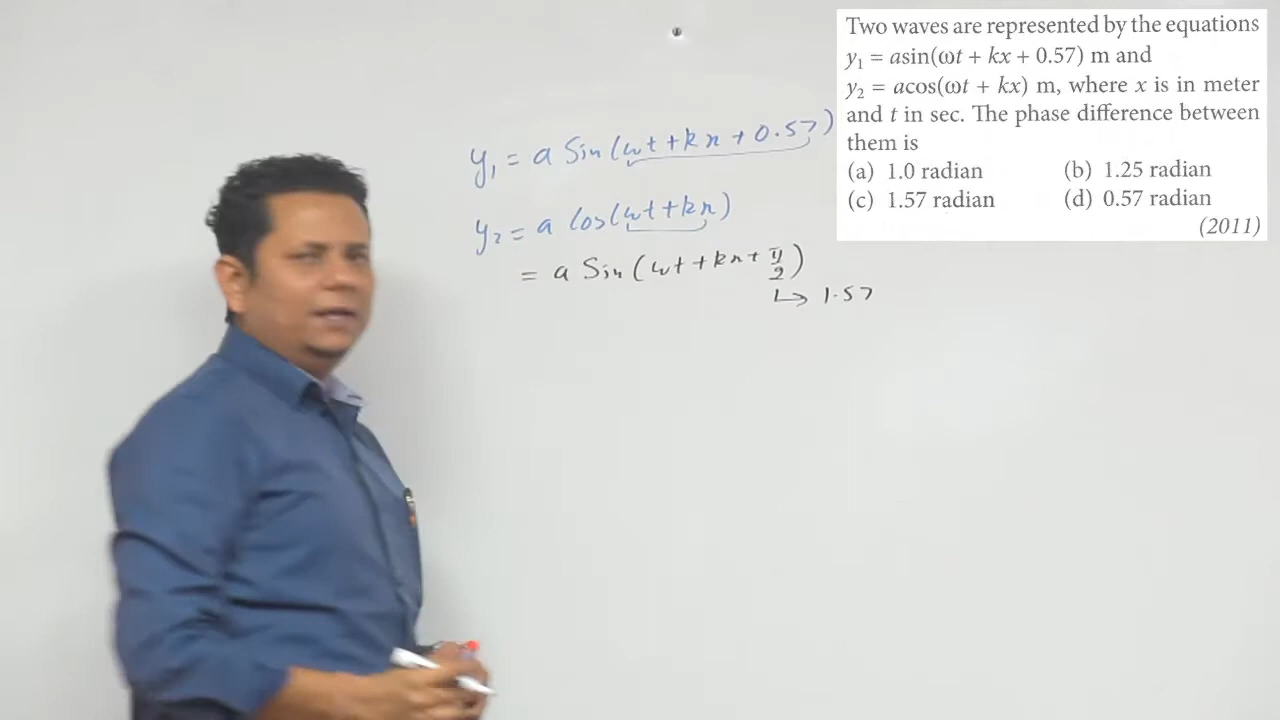 Two waves are represented by the equations
y₁ = asin(ωt + kx + 0.57) m and
y₂ = acos(ωt + kx) m, where x is in meter
and t in sec. The phase difference between
them is
(a) 1.0 radian (b) 1.25 radian
(c) 1.57 radian (d) 0.57 radian
(2011)
y₁ = a Sin(ωt + kx + 0.57)
y₂ = a Cos(ωt + kx)
= a Sin(ωt + kx + π/2)
↳ 1.57